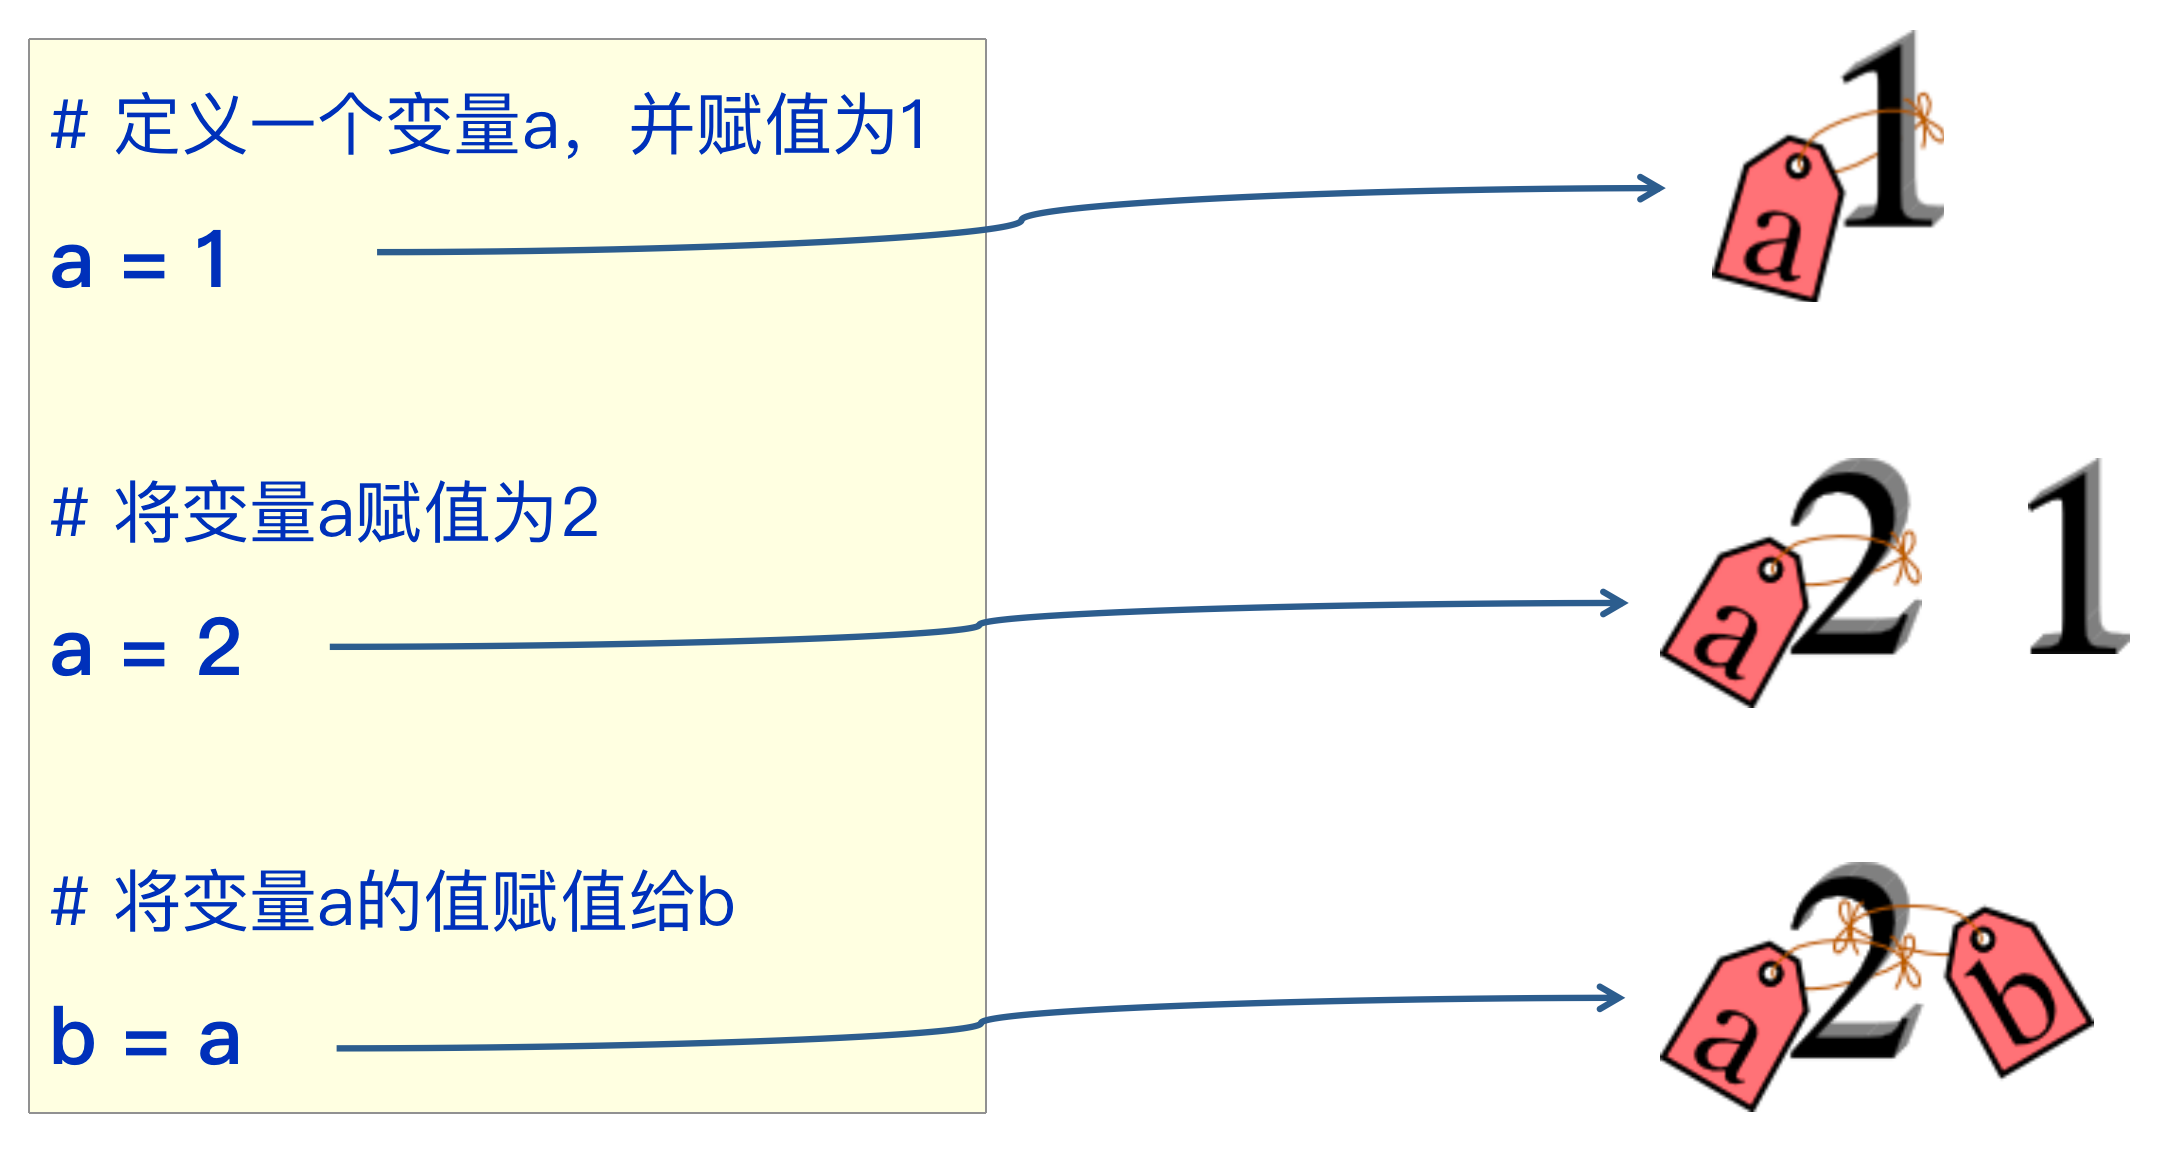 # 定义一个变量a，并赋值为1
a = 1
a 1
# 将变量a赋值为2
a = 2
a 2 1
# 将变量a的值赋值给b
b = a
a 2 b